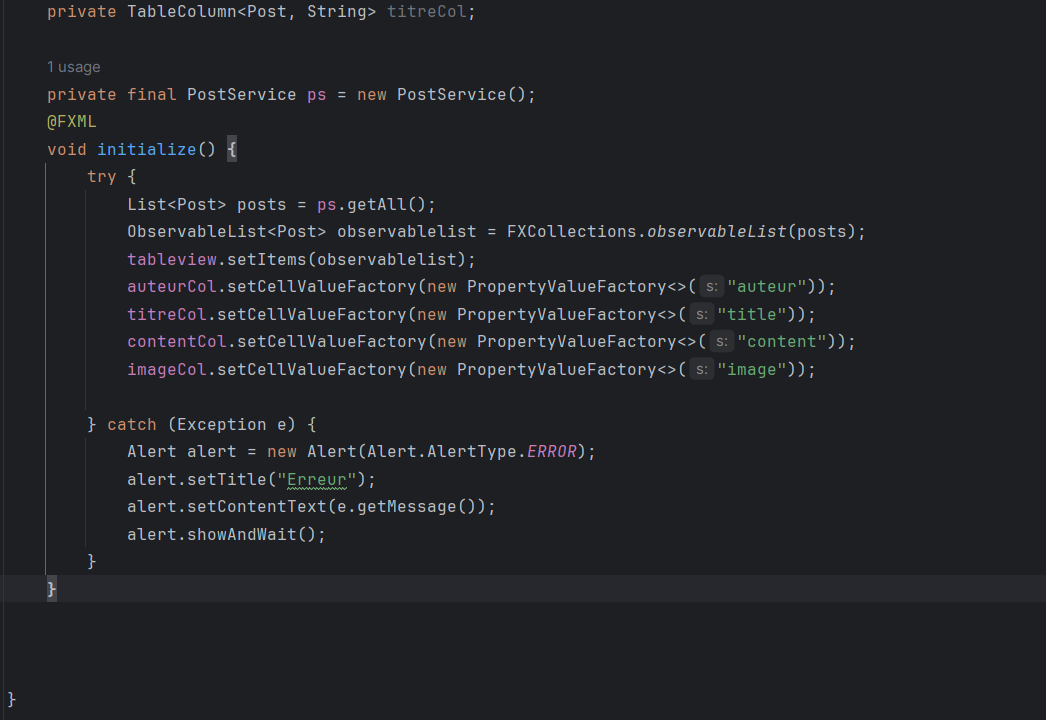 private TableColumn<Post, String> titreCol;
1 usage
private final PostService ps = new PostService();
@FXML
void initialize() {
try {
List<Post> posts = ps.getAll();
ObservableList<Post> observablelist = FXCollections.observableList(posts);
tableview.setItems(observablelist);
auteurCol.setCellValueFactory(new PropertyValueFactory<>( s: "auteur"));
titreCol.setCellValueFactory(new PropertyValueFactory<>( s: "title"));
contentCol.setCellValueFactory(new PropertyValueFactory<>( s: "content"));
imageCol.setCellValueFactory(new PropertyValueFactory<>( s: "image"));
} catch (Exception e) {
Alert alert = new Alert(Alert.AlertType.ERROR);
alert.setTitle("Erreur");
alert.setContentText(e.getMessage());
alert.showAndWait();
}
}
}